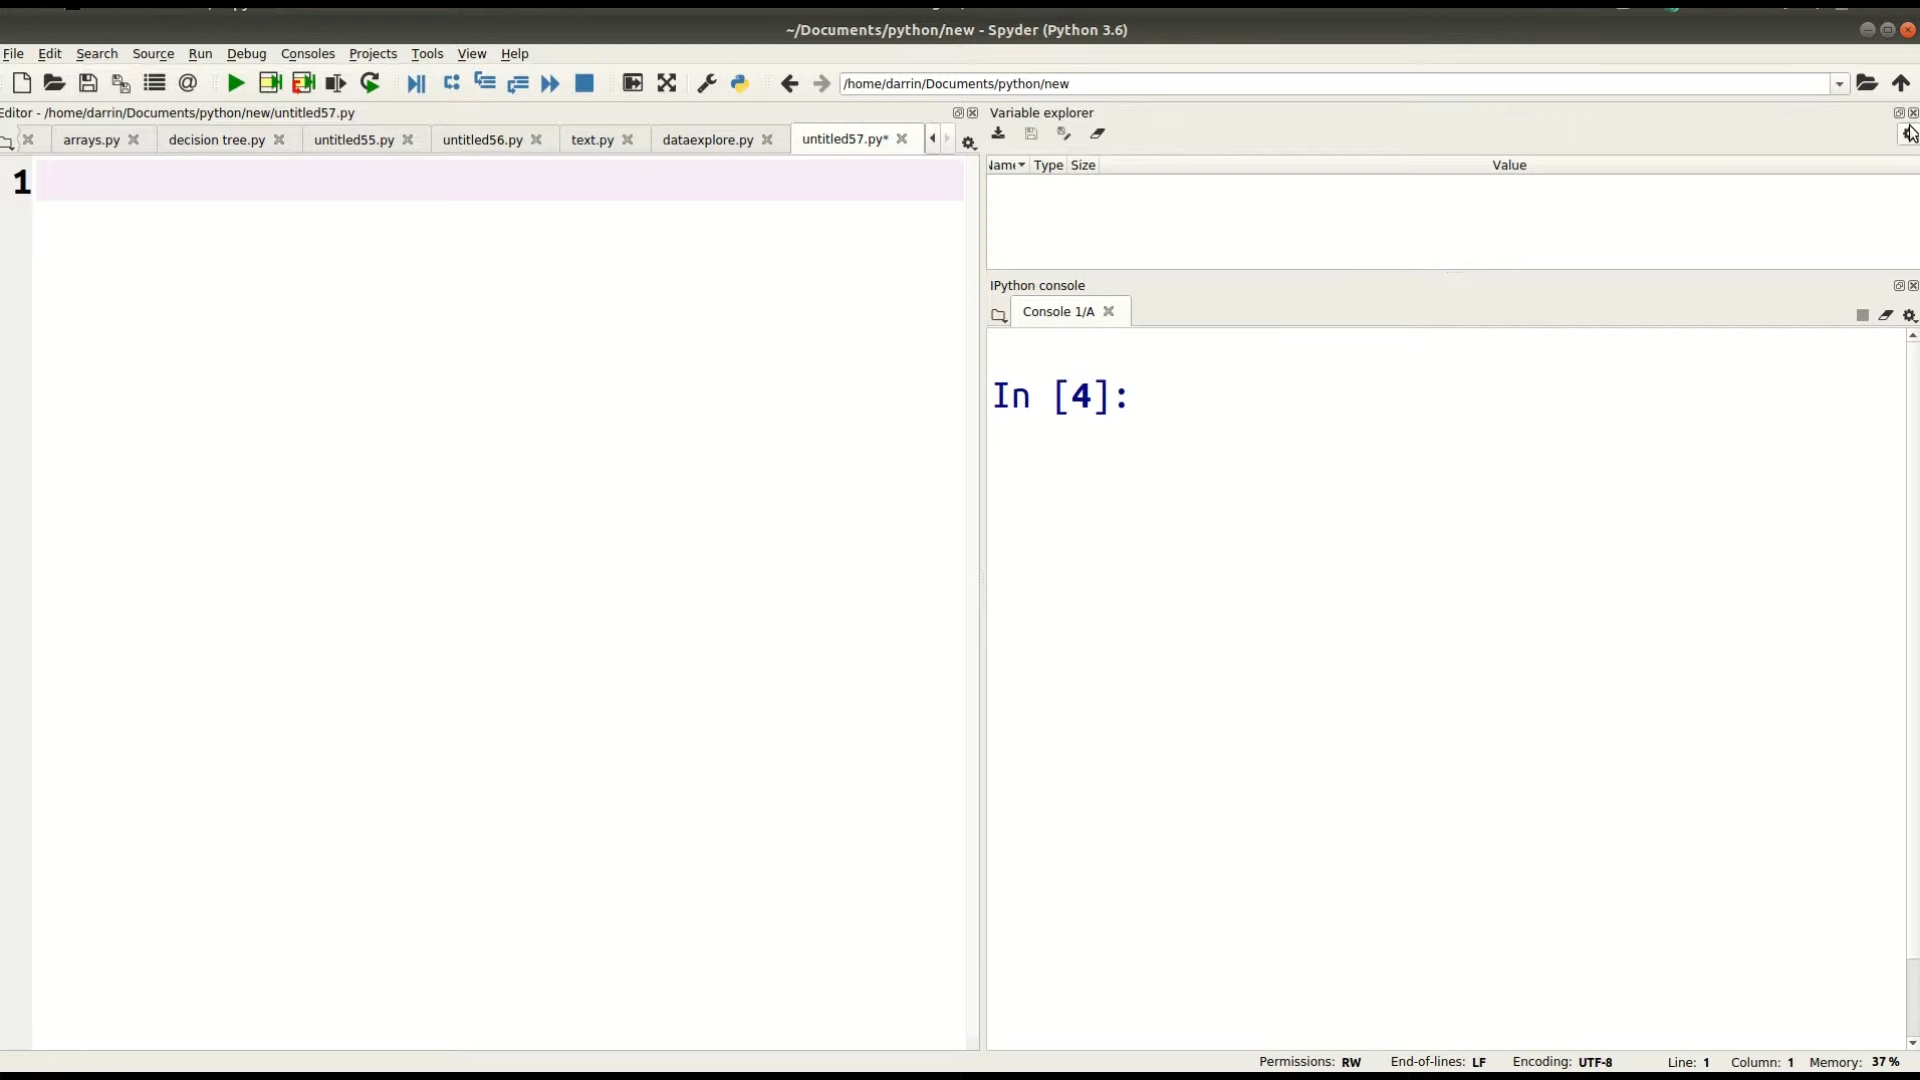 ~/Documents/python/new - Spyder (Python 3.6)
File Edit Search Source Run Debug Consoles Projects Tools View Help
/home/darrin/Documents/python/new
Editor - /home/darrin/Documents/python/new/untitled57.py
Variable explorer
arrays.py decision tree.py untitled55.py untitled56.py text.py dataexplore.py untitled57.py*
Type Size Value
1
IPython console
Console 1/A
In [4]:
Permissions: RW End-of-lines: LF Encoding: UTF-8 Line: 1 Column: 1 Memory: 37 %